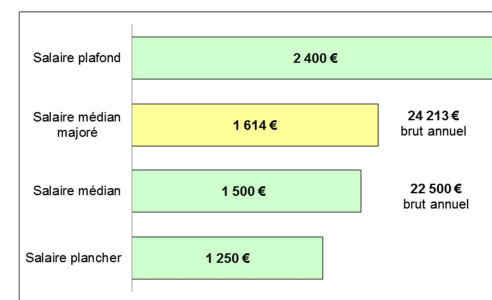 Salaire plafond
2 400 €
Salaire médian
majoré
1 614 €
24 213 €
brut annuel
Salaire médian
1 500 €
22 500 €
brut annuel
Salaire plancher
1 250 €